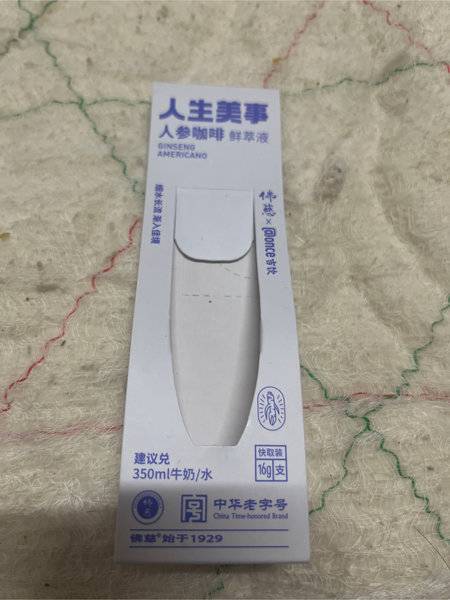 人生美事
人参咖啡 鲜萃液
GINSENG
AMERICANO
佛慈
×
@once 吉饮
建议兑
350ml牛奶/水
快取装
16g 支
中华老字号
China Time-honored Brand
佛慈®始于1929